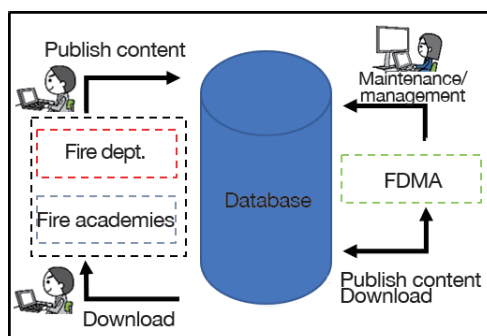 Publish content
Maintenance/
management
Fire dept.
Fire academies
Database
FDMA
Publish content
Download
Download